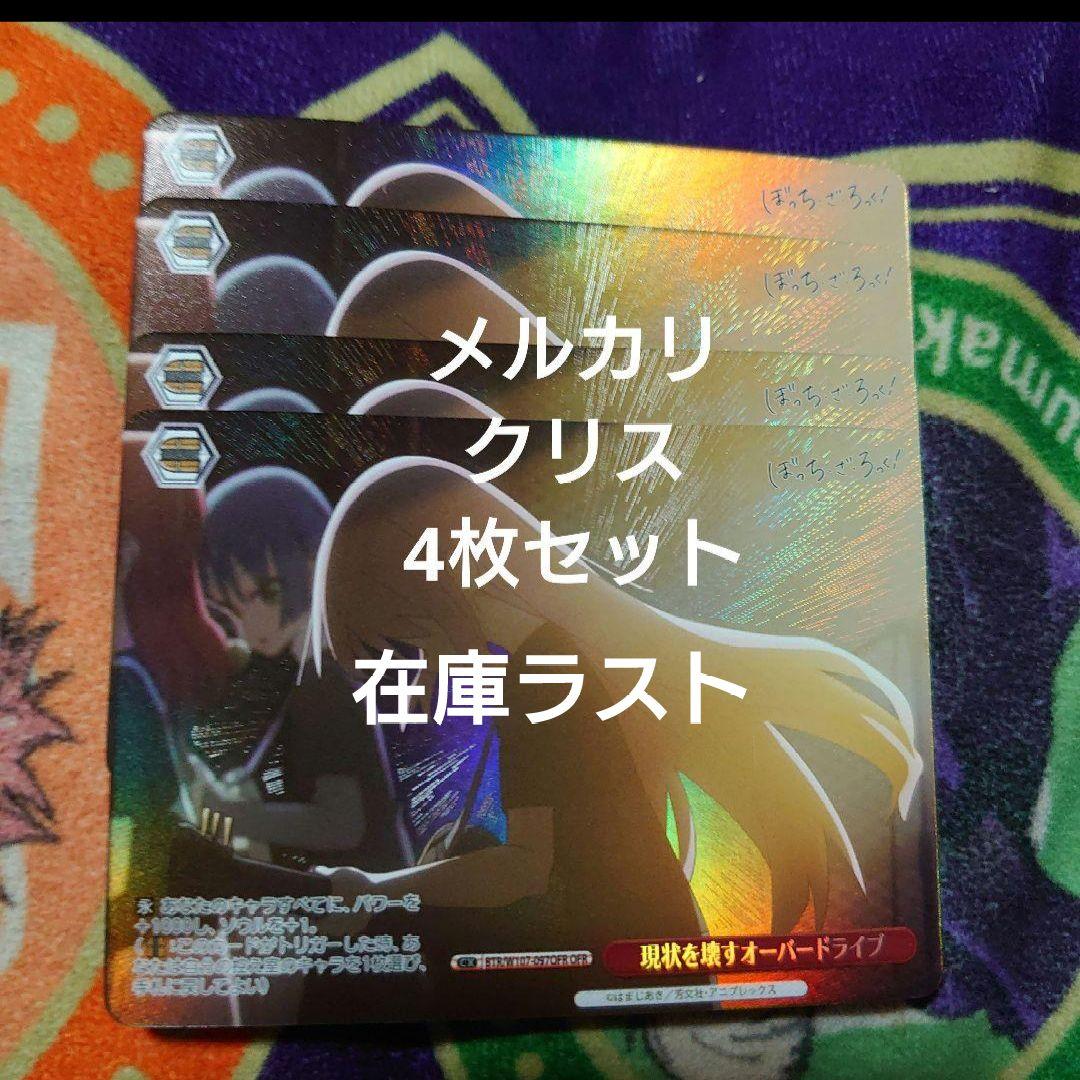 ぼっち・ざ・ろっく!
ぼっち・ざ・ろっく!
ぼっち・ざ・ろっく!
ぼっち・ざ・ろっく!
メルカリ
クリス
4枚セット
在庫ラスト
umak
永 あなたのキャラすべてに、パワーを
+1000し、ソウルを+1。
(このカードがトリガーした時、あ
なたは自分の控え室のキャラを1枚選び、
手札に戻してよい)
CX BTR/W107-097OFR OFR
現状を壊すオーバードライブ
©はまじあき/芳文社・アニプレックス